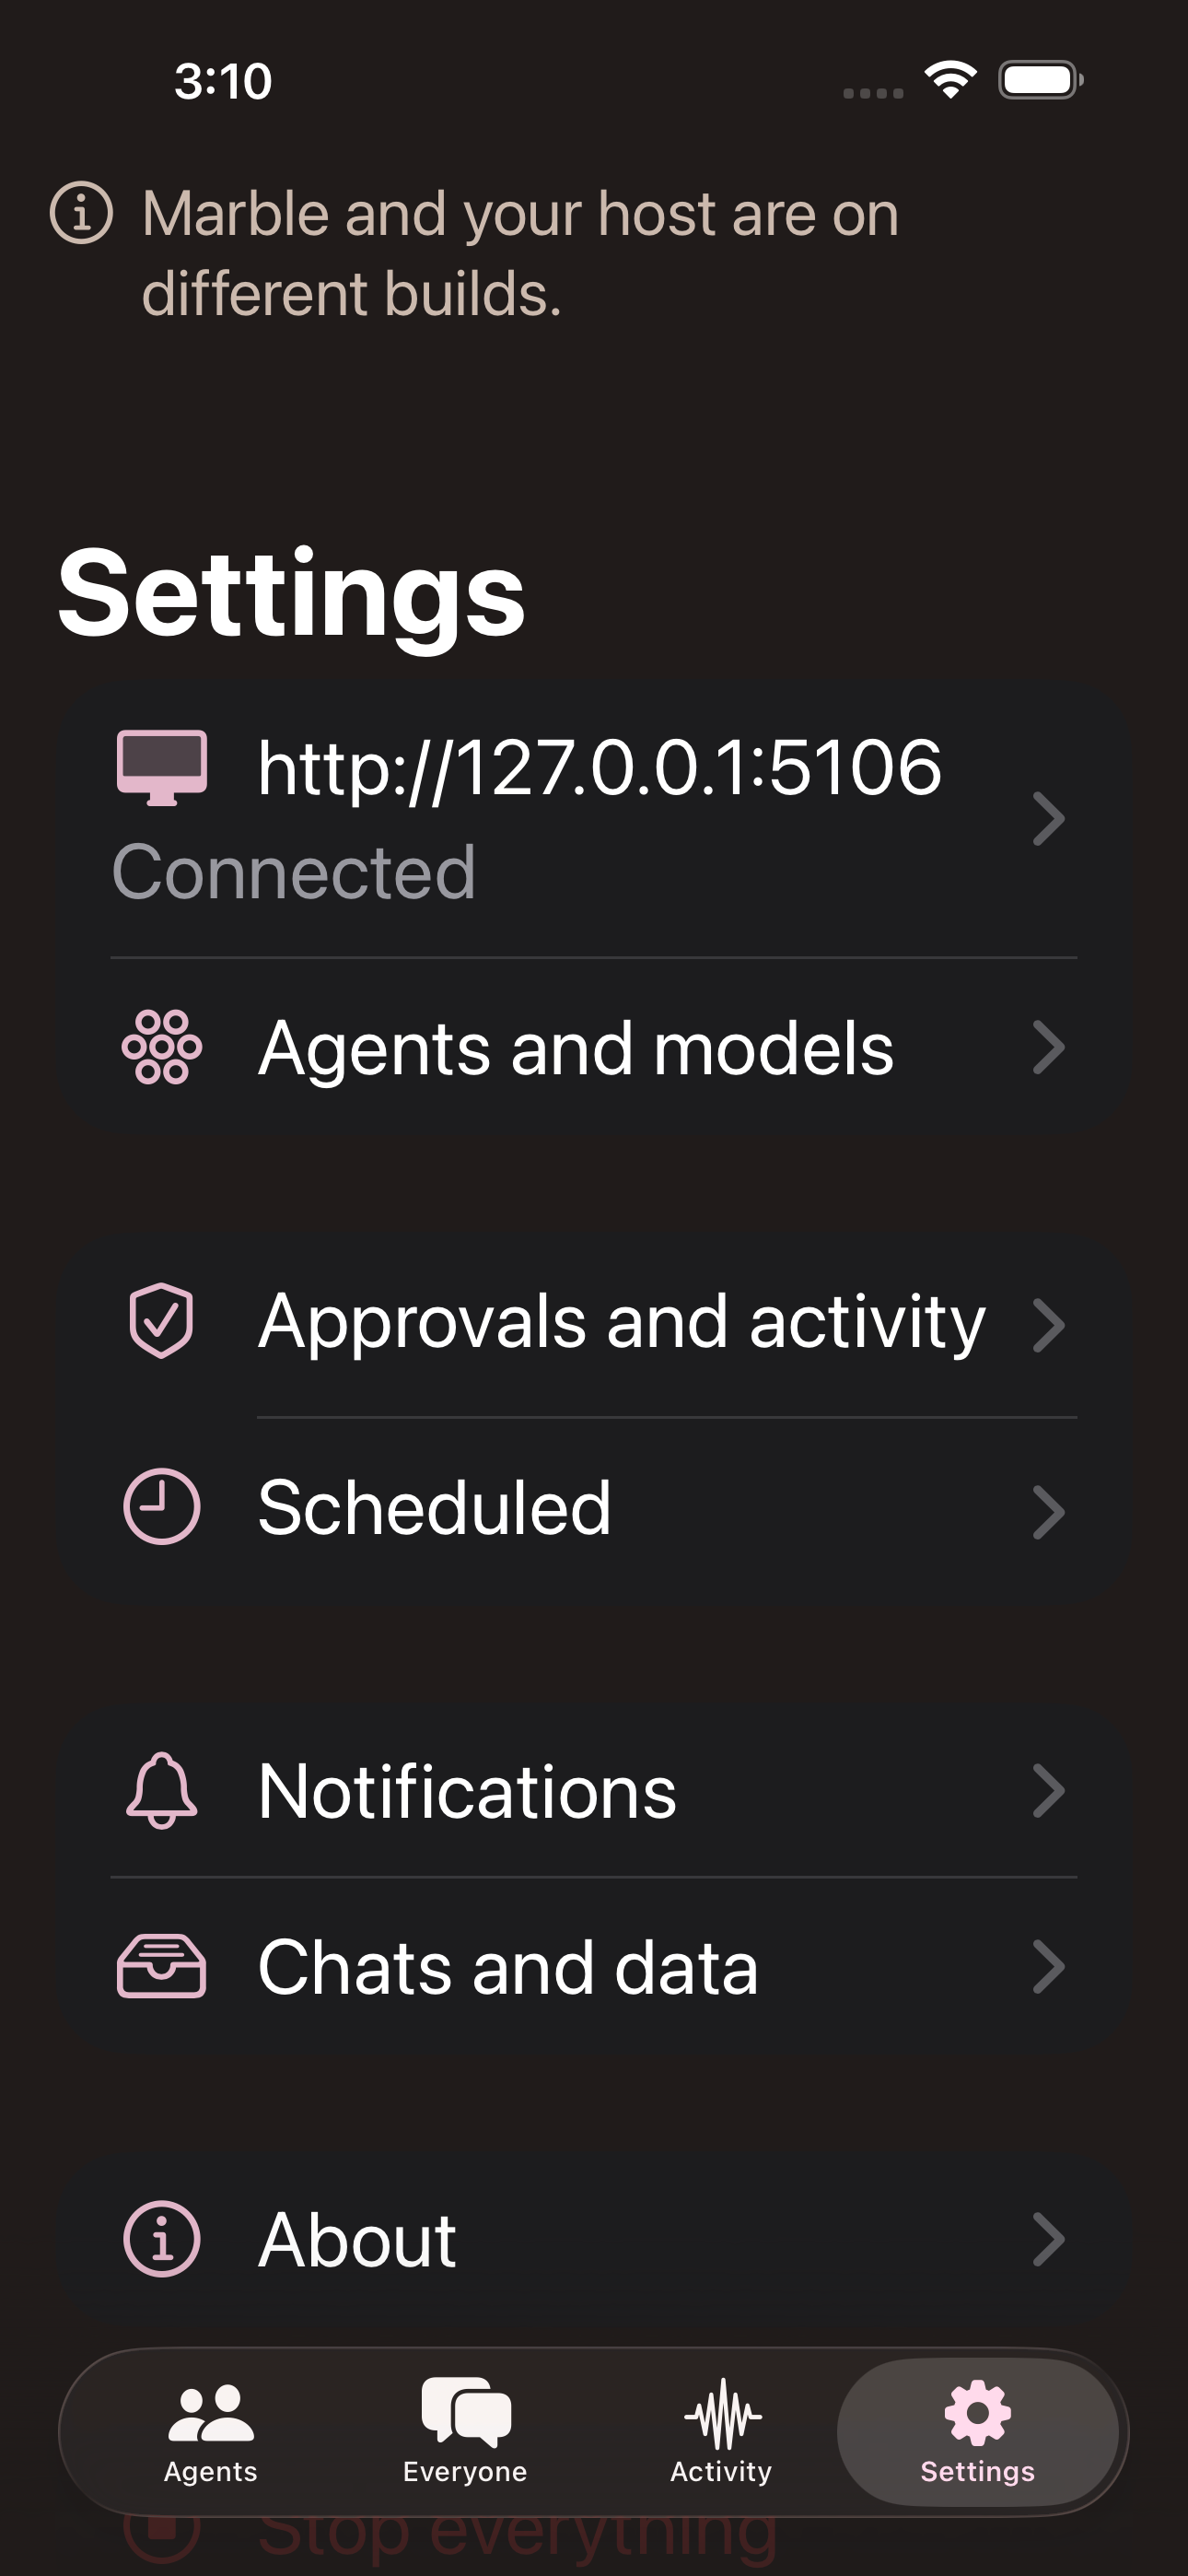 3:10
Marble and your host are on
different builds.
Settings
http://127.0.0.1:5106
Connected
Agents and models
Approvals and activity
Scheduled
Notifications
Chats and data
About
Agents
Everyone
Activity
Settings
Stop everything